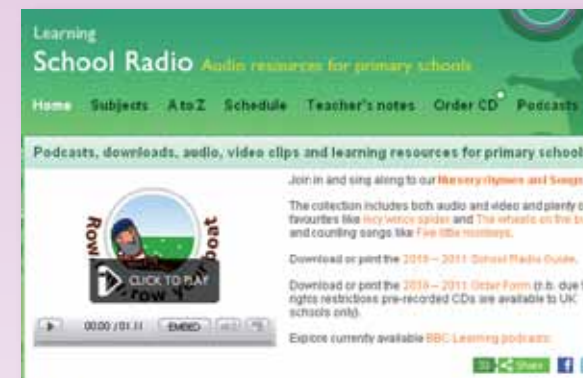 Learning
School Radio Audio resources for primary schools
Home Subjects A to Z Schedule Teacher's notes Order CD Podcasts
Podcasts, downloads, audio, video clips and learning resources for primary school
Join in and sing along to our Nursery rhymes and Songs
The collection includes both audio and video and plenty o
favourites like Incy wincy spider and The wheels on the bu
and counting songs like Five little monkeys.
Download or print the 2010 – 2011 School Radio Guide.
Download or print the 2010 – 2011 Order Form (n.b. due t
rights restrictions pre-recorded CDs are available to UK
schools only).
Explore currently available BBC Learning podcasts.
Row row your boat
CLICK TO PLAY
00:00 / 01:11 EMBED
Share